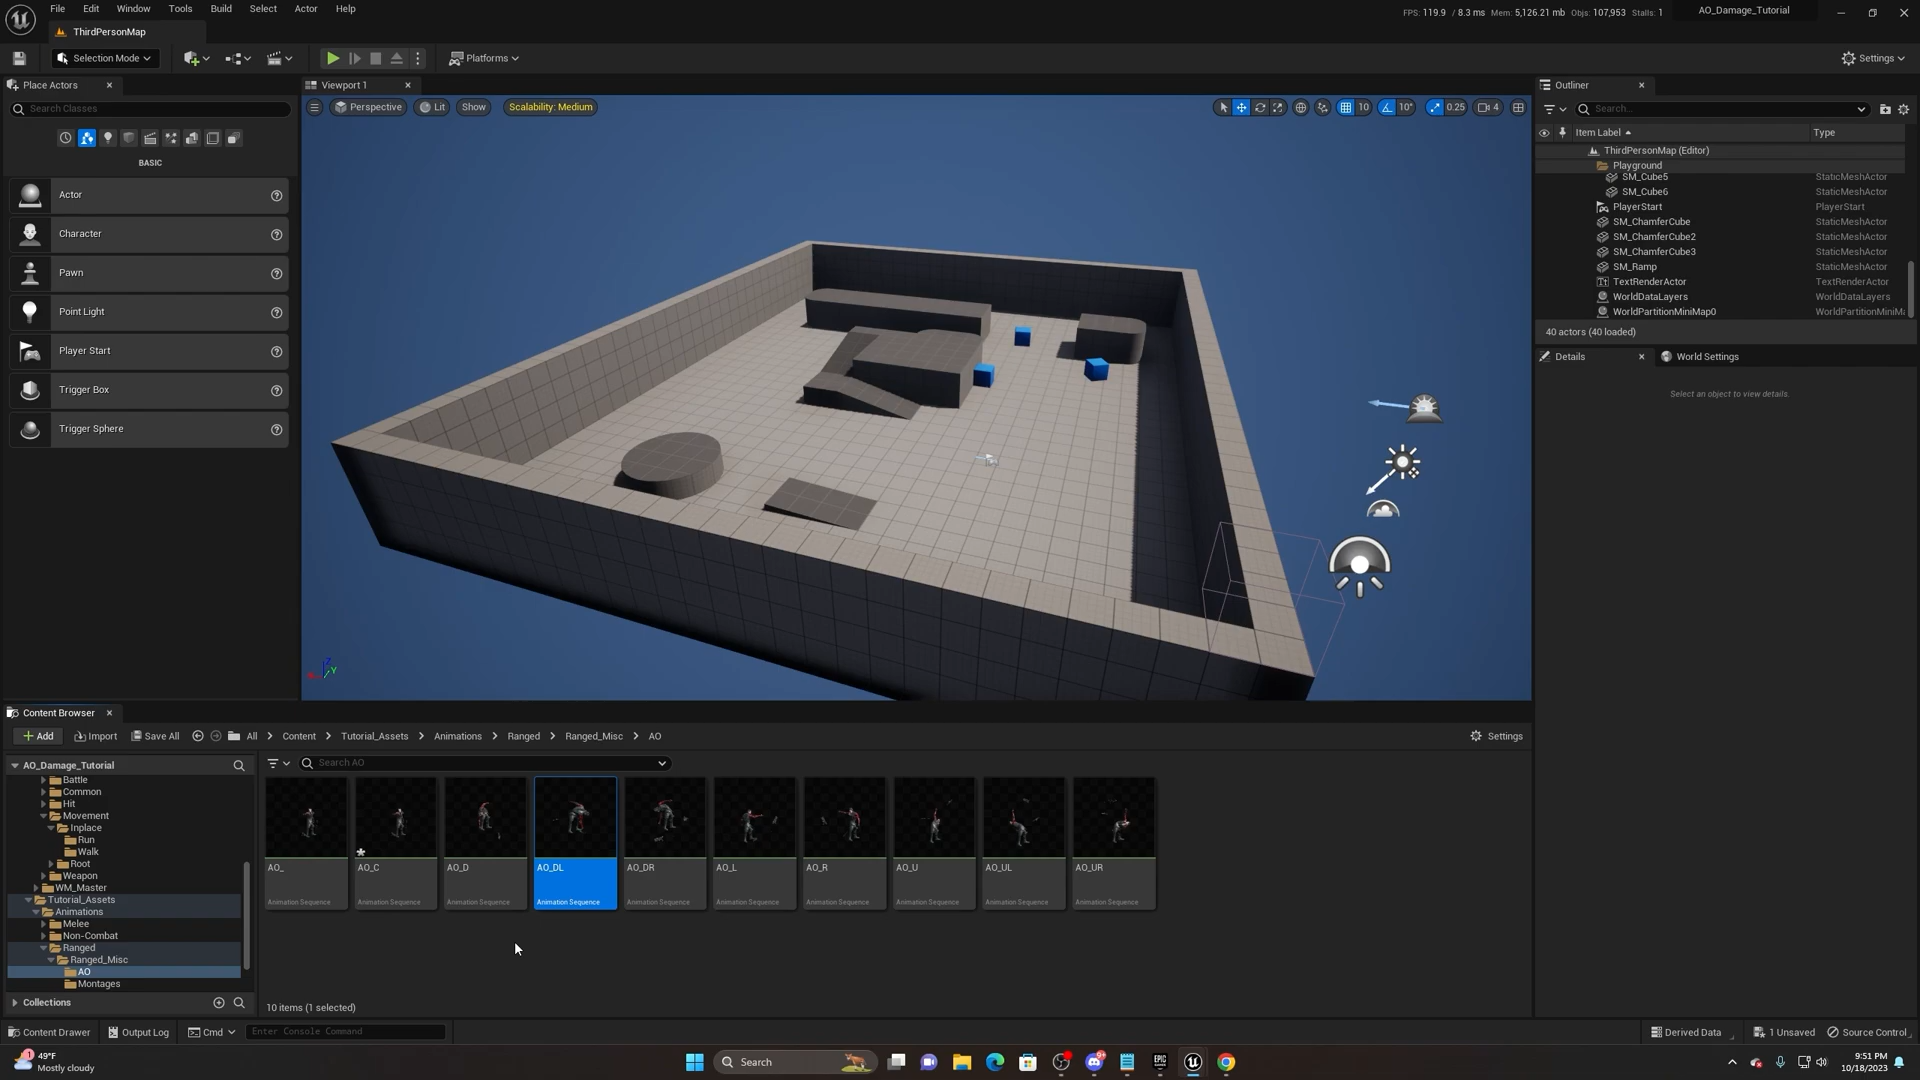 File Edit Window Tools Build Select Actor Help
FPS: 119.9 / 8.3 ms Mem: 5,126.21 mb Objs: 107,953 Stalls: 1
AO_Damage_Tutorial
ThirdPersonMap
Selection Mode
Platforms
Settings
Place Actors
Search Classes
BASIC
Actor
Character
Pawn
Point Light
Player Start
Trigger Box
Trigger Sphere
Viewport 1
Perspective Lit Show Scalability: Medium
10 10° 0.25 4
Outliner
Search...
Item Label Type
ThirdPersonMap (Editor)
Playground
SM_Cube5 StaticMeshActor
SM_Cube6 StaticMeshActor
PlayerStart PlayerStart
SM_ChamferCube StaticMeshActor
SM_ChamferCube2 StaticMeshActor
SM_ChamferCube3 StaticMeshActor
SM_Ramp StaticMeshActor
TextRenderActor TextRenderActor
WorldDataLayers WorldDataLayers
WorldPartitionMiniMap0 WorldPartitionMiniMa
40 actors (40 loaded)
Details World Settings
Select an object to view details.
Content Browser
Add Import Save All All > Content > Tutorial_Assets > Animations > Ranged > Ranged_Misc > AO
Settings
AO_Damage_Tutorial
Battle
Common
Hit
Movement
Inplace
Run
Walk
Root
Weapon
WM_Master
Tutorial_Assets
Animations
Melee
Non-Combat
Ranged
Ranged_Misc
AO
Montages
Collections
Search AO
AO_ AO_C AO_D AO_DL AO_DR AO_L AO_R AO_U AO_UL AO_UR
Animation Sequence Animation Sequence Animation Sequence Animation Sequence Animation Sequence Animation Sequence Animation Sequence Animation Sequence Animation Sequence Animation Sequence
10 items (1 selected)
Content Drawer Output Log Cmd Enter Console Command
Derived Data 1 Unsaved Source Control
49°F
Mostly cloudy
Search
9:51 PM
10/18/2023